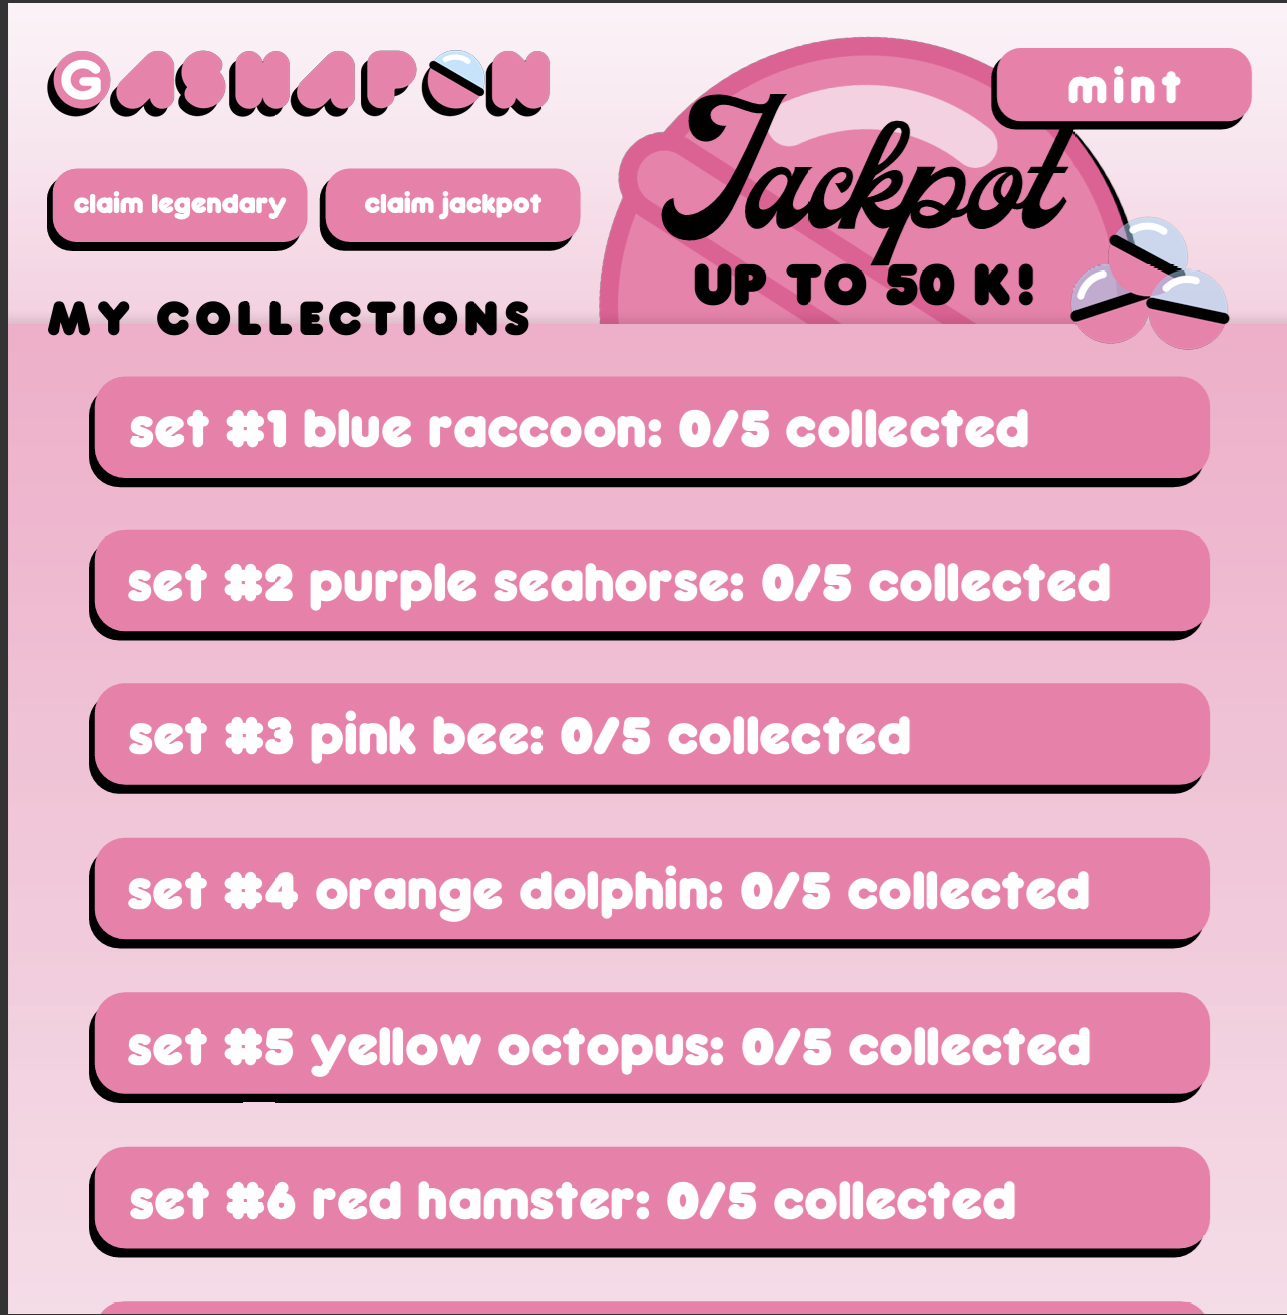 GASHAPON
mint
Jackpot
UP TO 50 K!
claim legendary
claim jackpot
MY COLLECTIONS
set #1 blue raccoon: 0/5 collected
set #2 purple seahorse: 0/5 collected
set #3 pink bee: 0/5 collected
set #4 orange dolphin: 0/5 collected
set #5 yellow octopus: 0/5 collected
set #6 red hamster: 0/5 collected